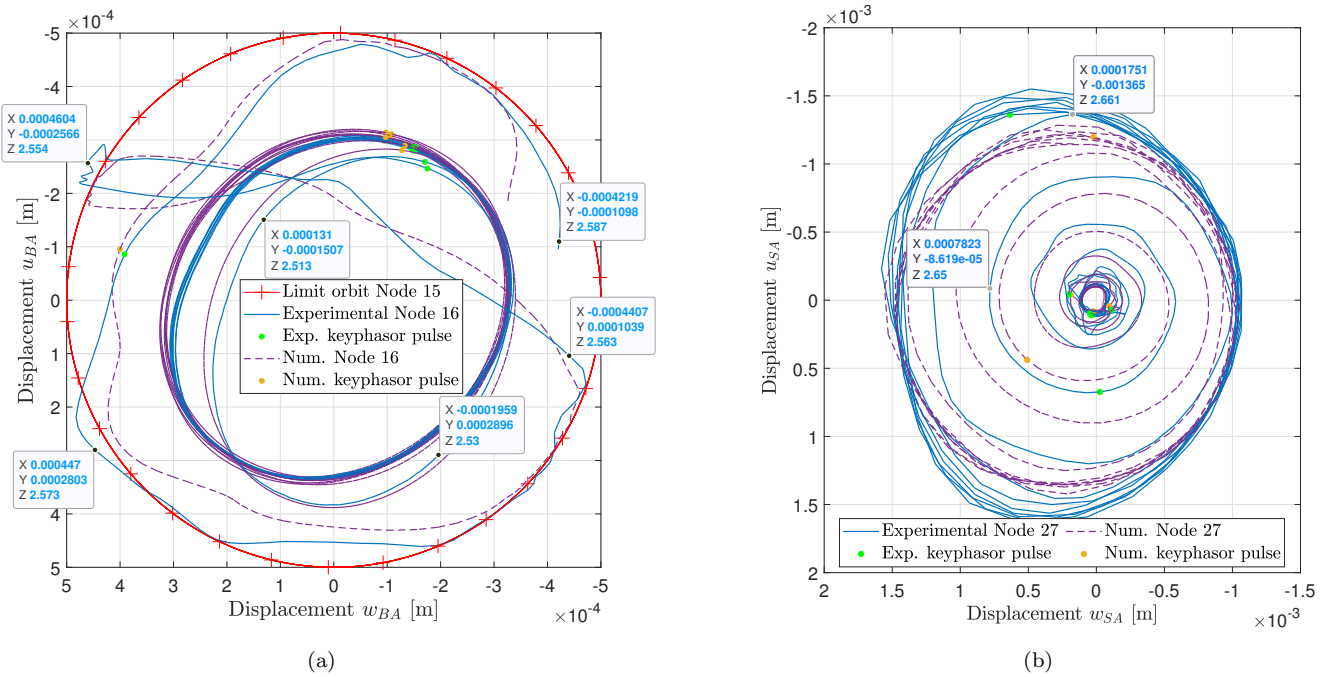 ×10⁻⁴
-5
-4
-3
-2
-1
0
1
2
3
4
5
Displacement u_BA [m]
X 0.0004604
Y -0.0002566
Z 2.554
X -0.0004219
Y -0.0001098
Z 2.587
X 0.000131
Y -0.0001507
Z 2.513
X -0.0004407
Y 0.0001039
Z 2.563
Limit orbit Node 15
Experimental Node 16
Exp. keyphasor pulse
Num. Node 16
Num. keyphasor pulse
X -0.0001959
Y 0.0002896
Z 2.53
X 0.000447
Y 0.0002803
Z 2.573
5 4 3 2 1 0 -1 -2 -3 -4 -5
Displacement w_BA [m]
×10⁻⁴
(a)
×10⁻³
-2
-1.5
-1
-0.5
0
0.5
1
1.5
2
Displacement u_SA [m]
X 0.0001751
Y -0.001365
Z 2.661
X 0.0007823
Y -8.619e-05
Z 2.65
Experimental Node 27 Num. Node 27
Exp. keyphasor pulse Num. keyphasor pulse
2 1.5 1 0.5 0 -0.5 -1 -1.5
Displacement w_SA [m]
×10⁻³
(b)